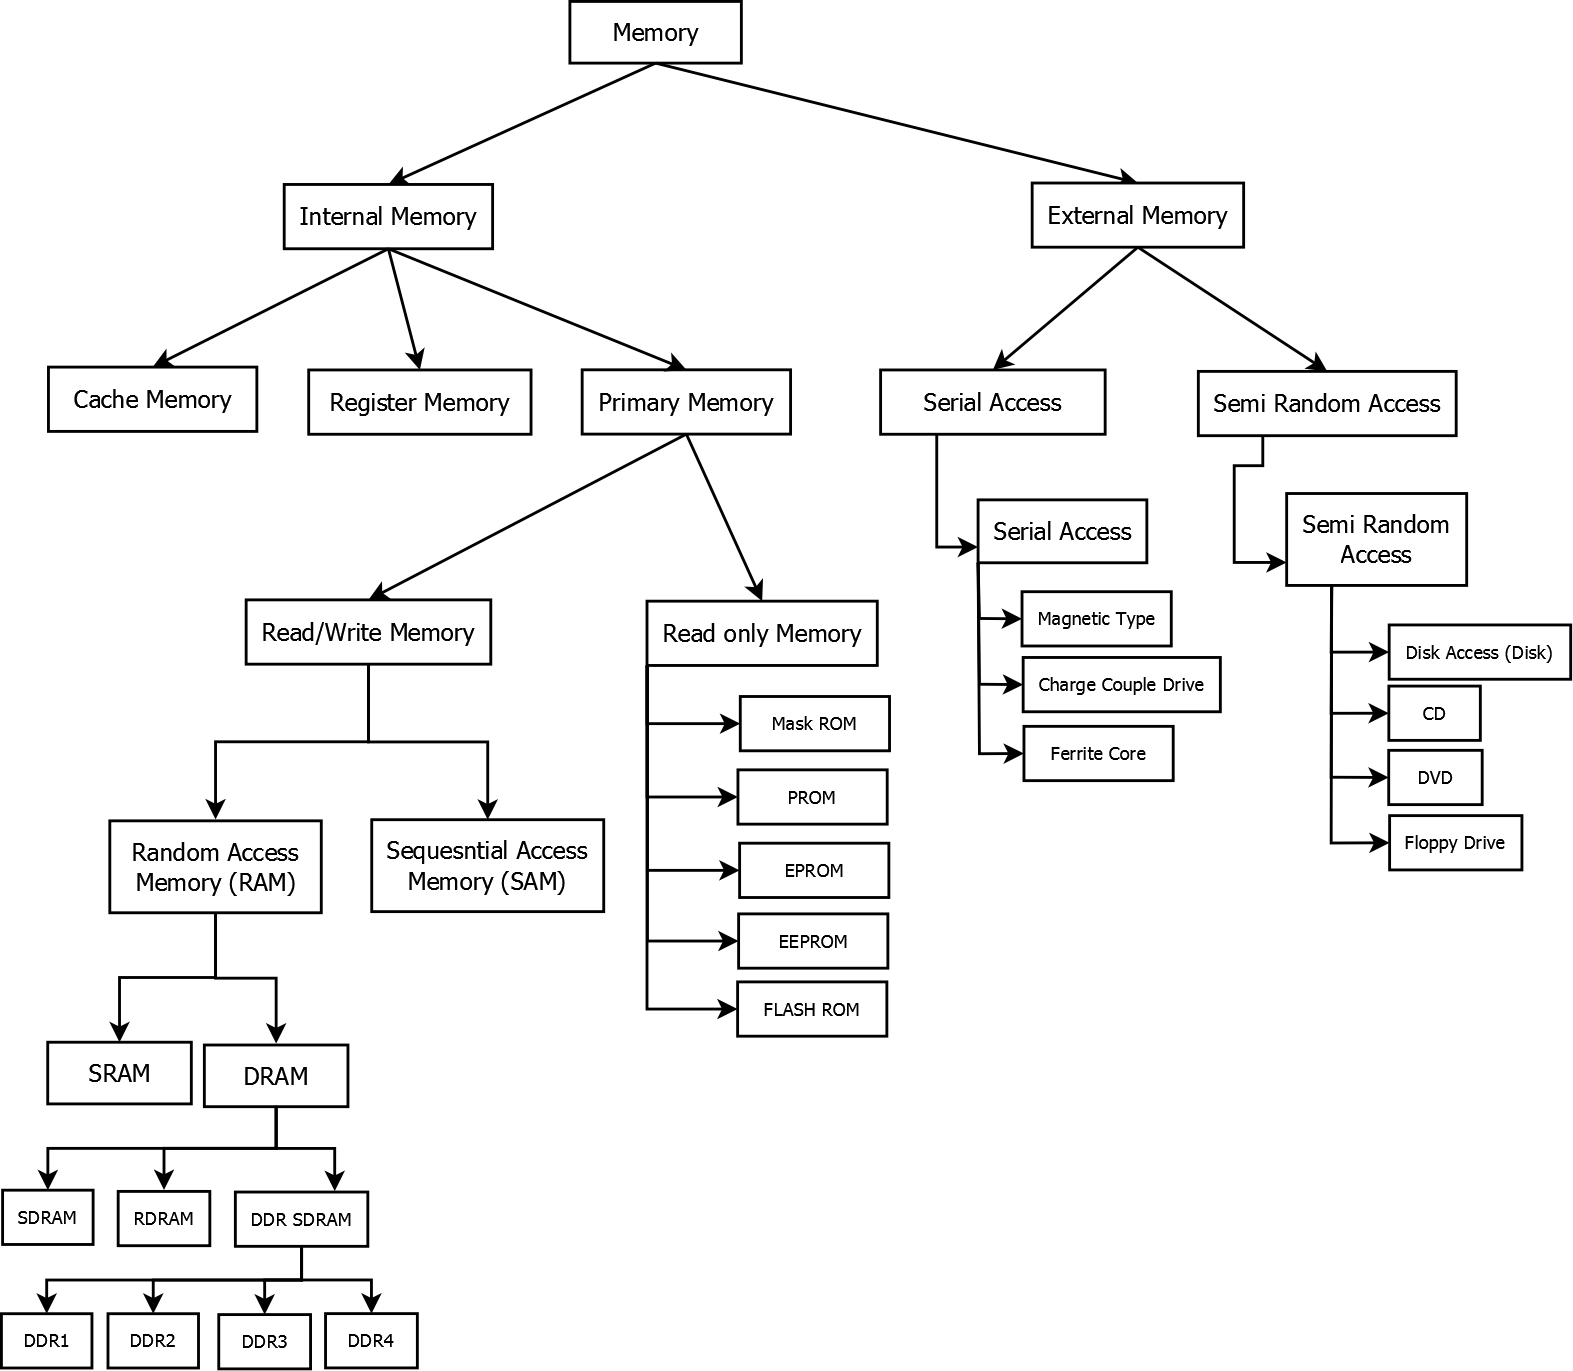 Memory
Internal Memory
External Memory
Cache Memory
Register Memory
Primary Memory
Serial Access
Semi Random Access
Serial Access
Semi Random
Access
Read/Write Memory
Read only Memory
Magnetic Type
Charge Couple Drive
Ferrite Core
Disk Access (Disk)
CD
DVD
Floppy Drive
Mask ROM
PROM
EPROM
EEPROM
FLASH ROM
Random Access
Memory (RAM)
Sequesntial Access
Memory (SAM)
SRAM
DRAM
SDRAM
RDRAM
DDR SDRAM
DDR1
DDR2
DDR3
DDR4